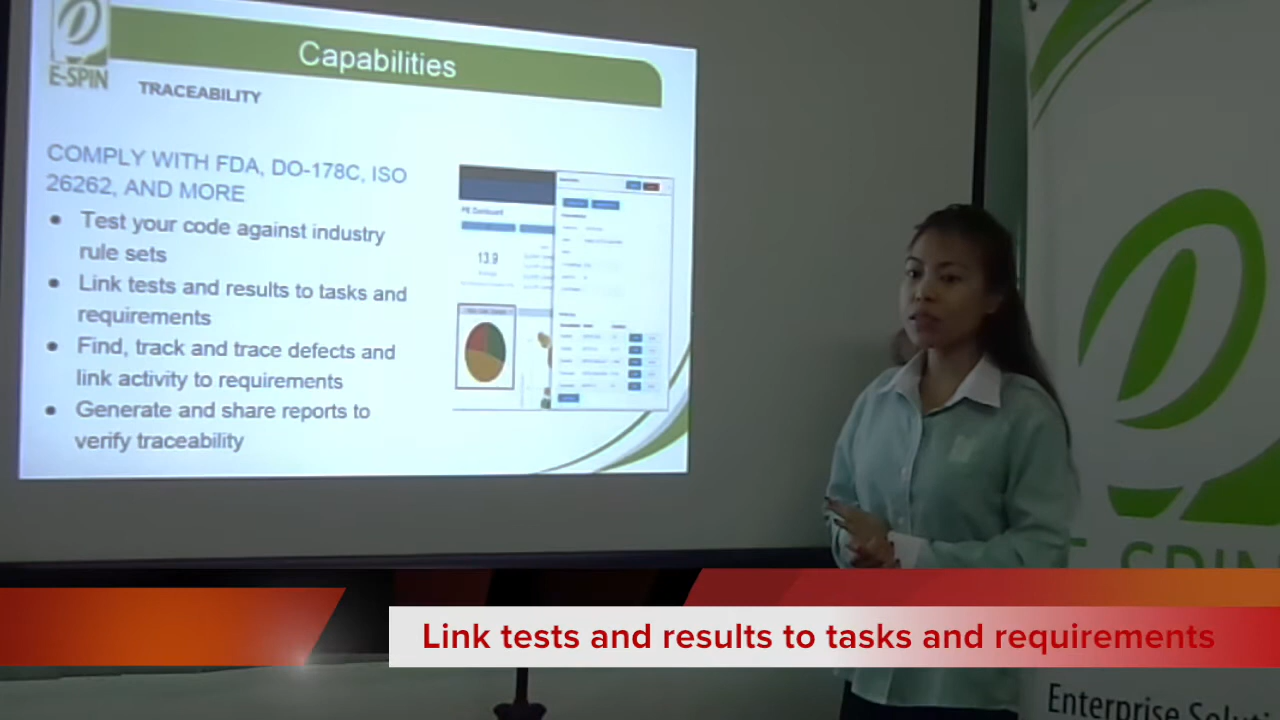 Capabilities
E-SPIN
TRACEABILITY
COMPLY WITH FDA, DO-178C, ISO
26262, AND MORE
Test your code against industry
rule sets
Link tests and results to tasks and
requirements
Find, track and trace defects and
link activity to requirements
Generate and share reports to
verify traceability
13.9
E-SPIN
Link tests and results to tasks and requirements
Enterprise